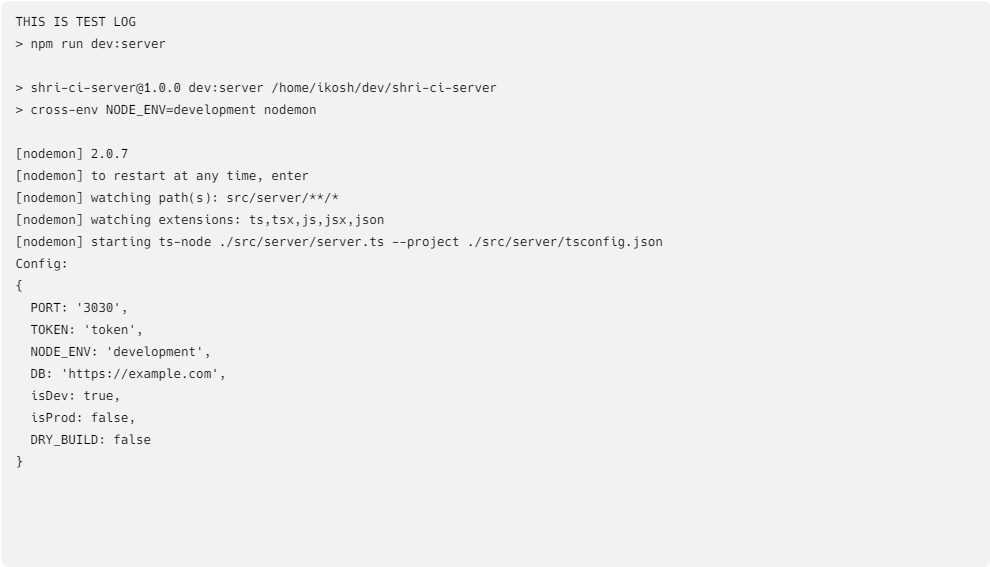 THIS IS TEST LOG
> npm run dev:server

> shri-ci-server@1.0.0 dev:server /home/ikosh/dev/shri-ci-server
> cross-env NODE_ENV=development nodemon

[nodemon] 2.0.7
[nodemon] to restart at any time, enter
[nodemon] watching path(s): src/server/**/*
[nodemon] watching extensions: ts,tsx,js,jsx,json
[nodemon] starting ts-node ./src/server/server.ts --project ./src/server/tsconfig.json
Config:
{
  PORT: '3030',
  TOKEN: 'token',
  NODE_ENV: 'development',
  DB: 'https://example.com',
  isDev: true,
  isProd: false,
  DRY_BUILD: false
}